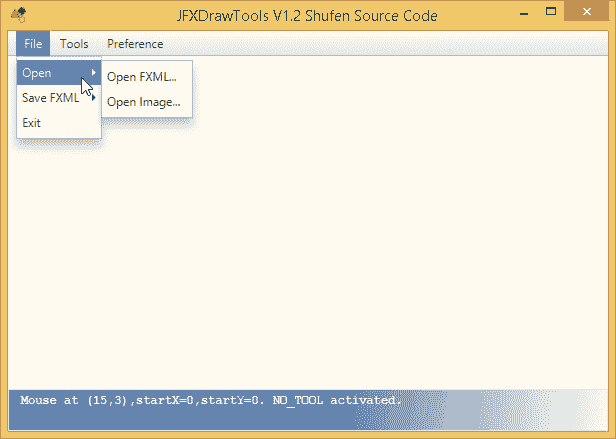 JFXDrawTools V1.2 Shufen Source Code
File Tools Preference
Open
Open FXML...
Save FXML
Open Image...
Exit
Mouse at (15,3),startX=0,startY=0. NO_TOOL activated.